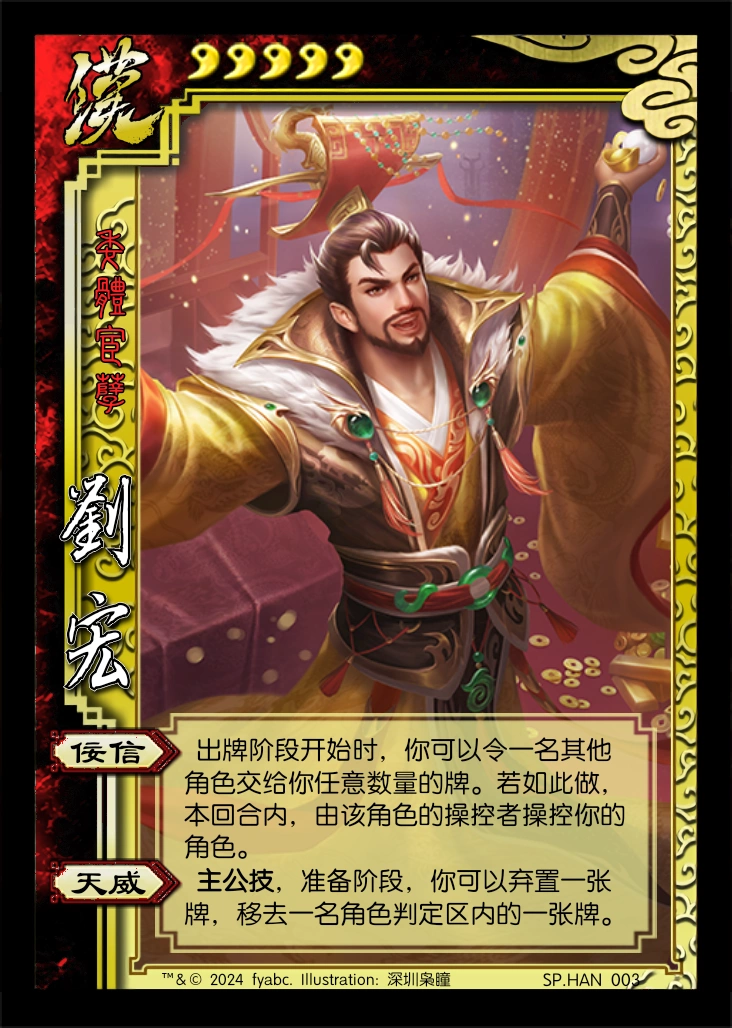 漢
委體宦孽
劉宏
佞信
出牌阶段开始时，你可以令一名其他
角色交给你任意数量的牌。若如此做，
本回合内，由该角色的操控者操控你的
角色。
天威
主公技，准备阶段，你可以弃置一张
牌，移去一名角色判定区内的一张牌。
™&© 2024 fyabc. Illustration: 深圳枭瞳
SP.HAN 003